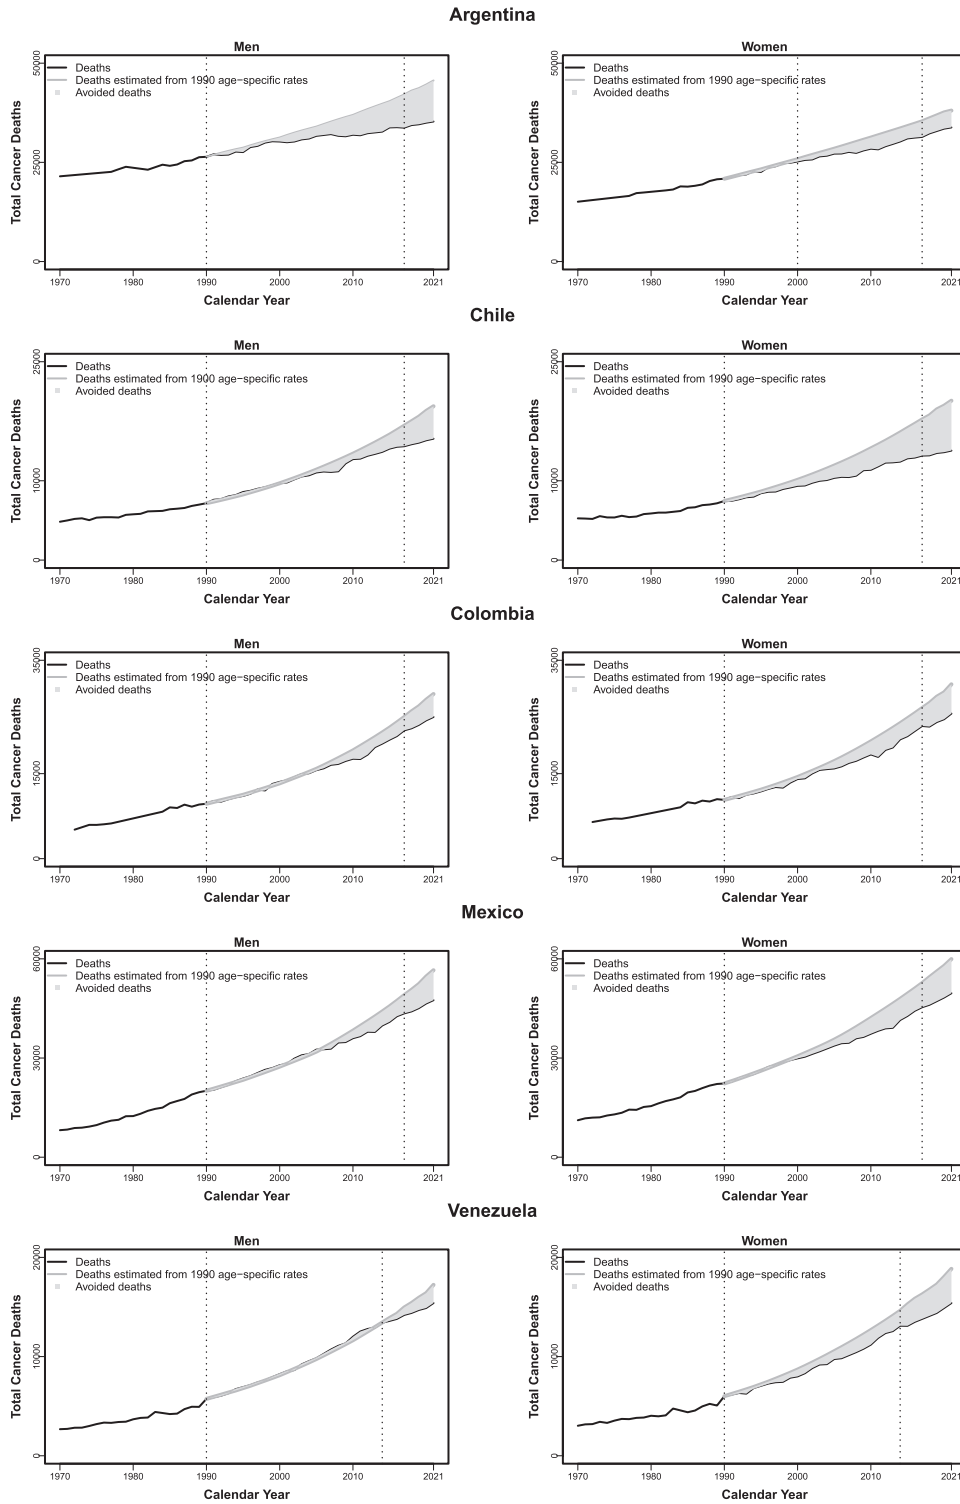 Argentina
Men
50000
25000
0
Total Cancer Deaths
Deaths
Deaths estimated from 1990 age−specific rates
Avoided deaths
1970 1980 1990 2000 2010 2021
Calendar Year
Women
50000
25000
0
Total Cancer Deaths
Deaths
Deaths estimated from 1990 age−specific rates
Avoided deaths
1970 1980 1990 2000 2010 2021
Calendar Year
Chile
Men
25000
10000
0
Total Cancer Deaths
Deaths
Deaths estimated from 1900 age−specific rates
Avoided deaths
1970 1980 1990 2000 2010 2021
Calendar Year
Women
25000
10000
0
Total Cancer Deaths
Deaths
Deaths estimated from 1990 age−specific rates
Avoided deaths
1970 1980 1990 2000 2010 2021
Calendar Year
Colombia
Men
35000
15000
0
Total Cancer Deaths
Deaths
Deaths estimated from 1990 age−specific rates
Avoided deaths
1970 1980 1990 2000 2010 2021
Calendar Year
Women
35000
15000
0
Total Cancer Deaths
Deaths
Deaths estimated from 1990 age−specific rates
Avoided deaths
1970 1980 1990 2000 2010 2021
Calendar Year
Mexico
Men
60000
30000
0
Total Cancer Deaths
Deaths
Deaths estimated from 1990 age−specific rates
Avoided deaths
1970 1980 1990 2000 2010 2021
Calendar Year
Women
60000
30000
0
Total Cancer Deaths
Deaths
Deaths estimated from 1990 age−specific rates
Avoided deaths
1970 1980 1990 2000 2010 2021
Calendar Year
Venezuela
Men
20000
10000
0
Total Cancer Deaths
Deaths
Deaths estimated from 1990 age−specific rates
Avoided deaths
1970 1980 1990 2000 2010 2021
Calendar Year
Women
20000
10000
0
Total Cancer Deaths
Deaths
Deaths estimated from 1990 age−specific rates
Avoided deaths
1970 1980 1990 2000 2010 2021
Calendar Year